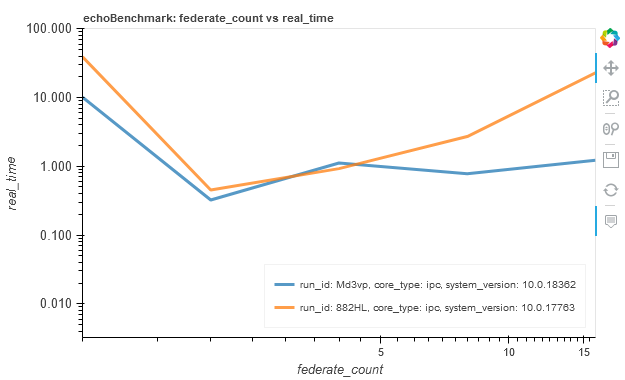 echoBenchmark: federate_count vs real_time
100.000
10.000
1.000
0.100
0.010
real_time
run_id: Md3vp, core_type: ipc, system_version: 10.0.18362
run_id: 882HL, core_type: ipc, system_version: 10.0.17763
5
10
15
federate_count